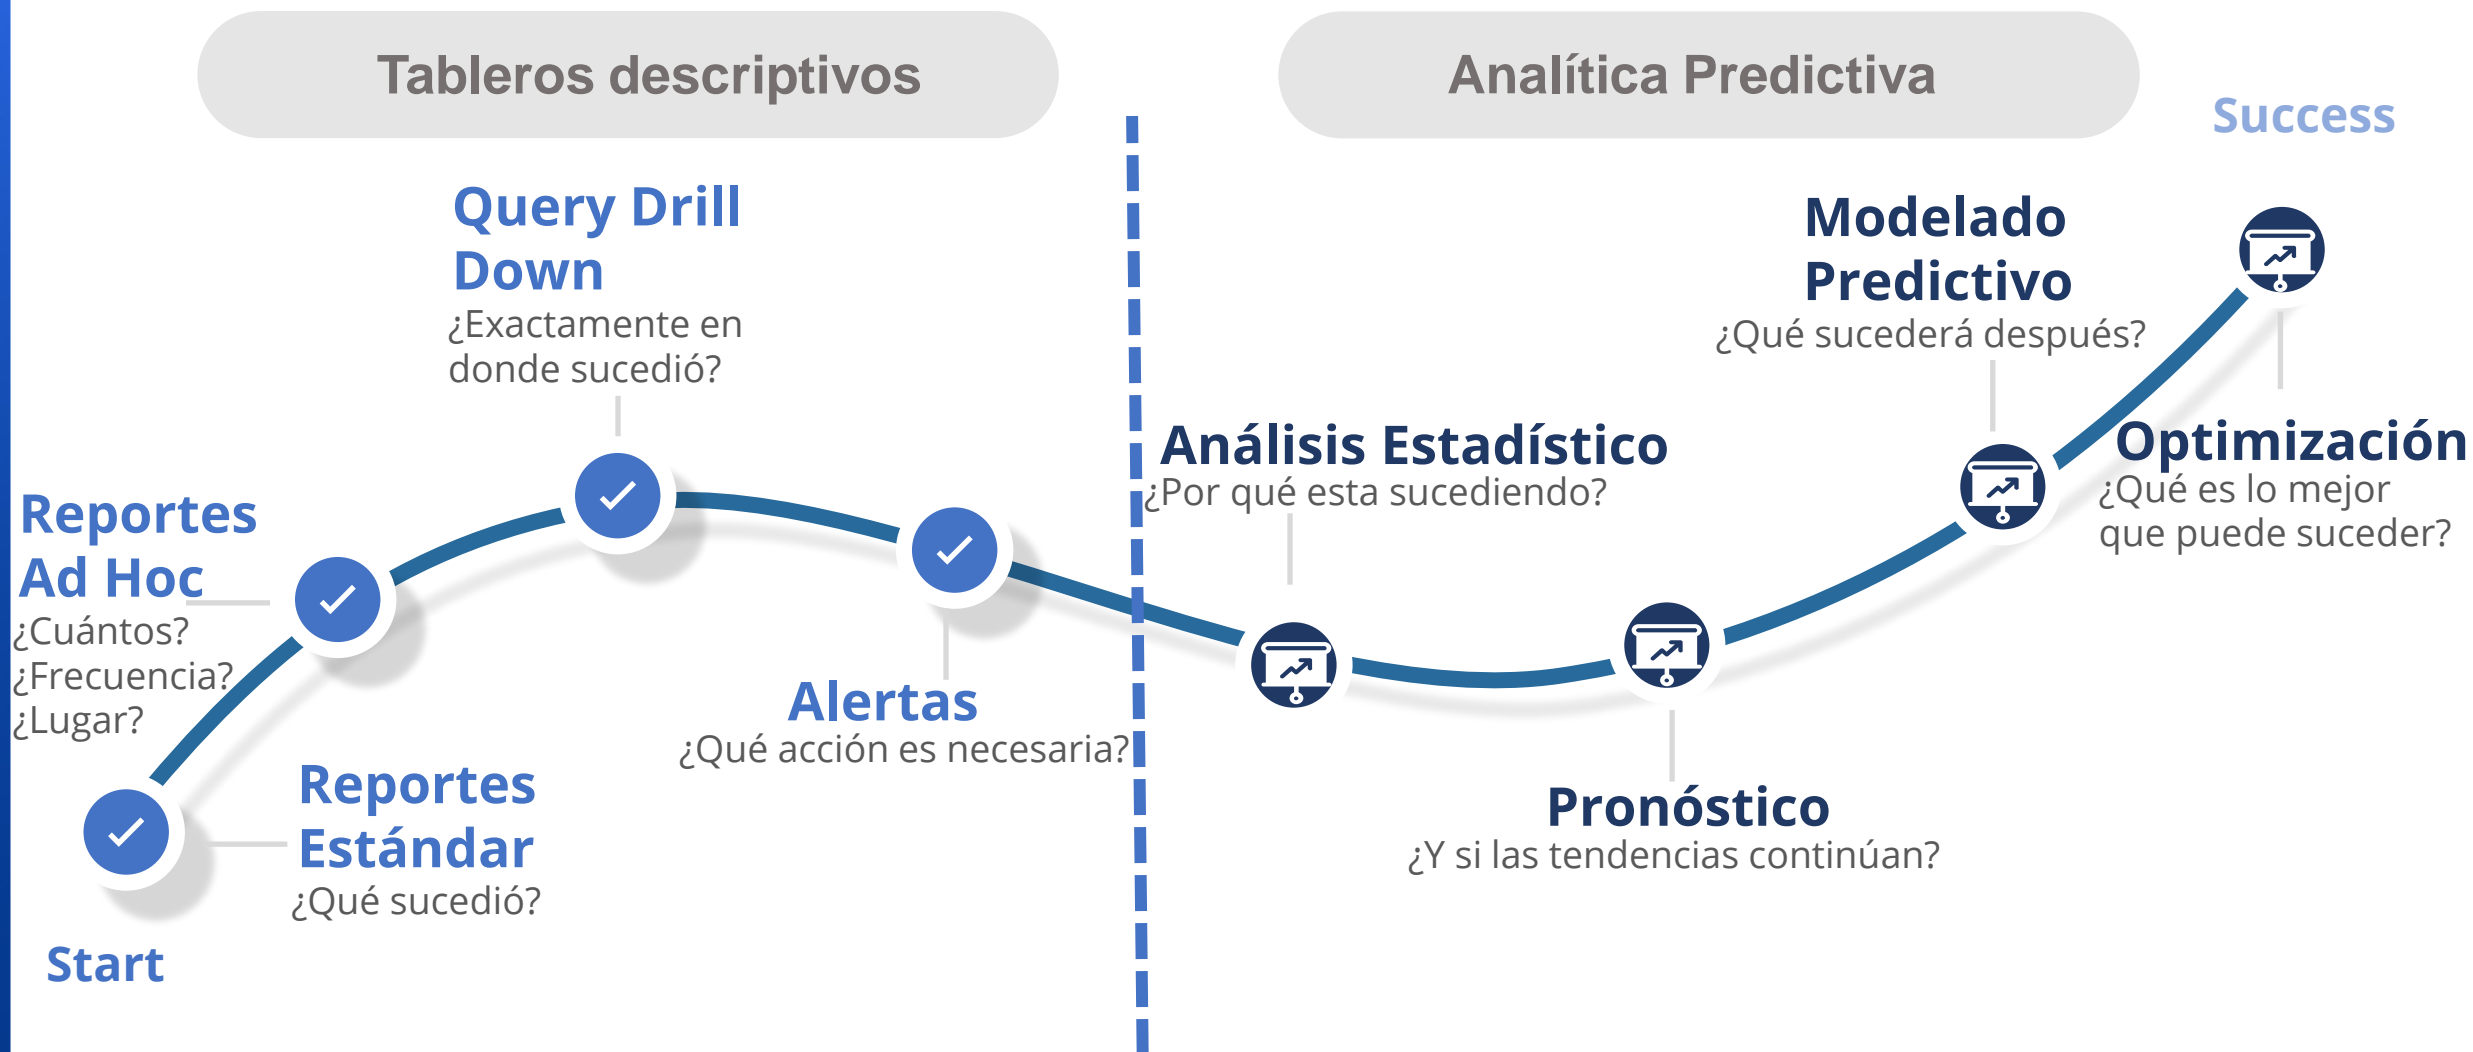 Tableros descriptivos
Analítica Predictiva
Success
Query Drill
Down
¿Exactamente en
donde sucedió?
Reportes
Ad Hoc
¿Cuántos?
¿Frecuencia?
¿Lugar?
Reportes
Estándar
¿Qué sucedió?
Start
Alertas
¿Qué acción es necesaria?
Análisis Estadístico
¿Por qué esta sucediendo?
Pronóstico
¿Y si las tendencias continúan?
Modelado
Predictivo
¿Qué sucederá después?
Optimización
¿Qué es lo mejor
que puede suceder?